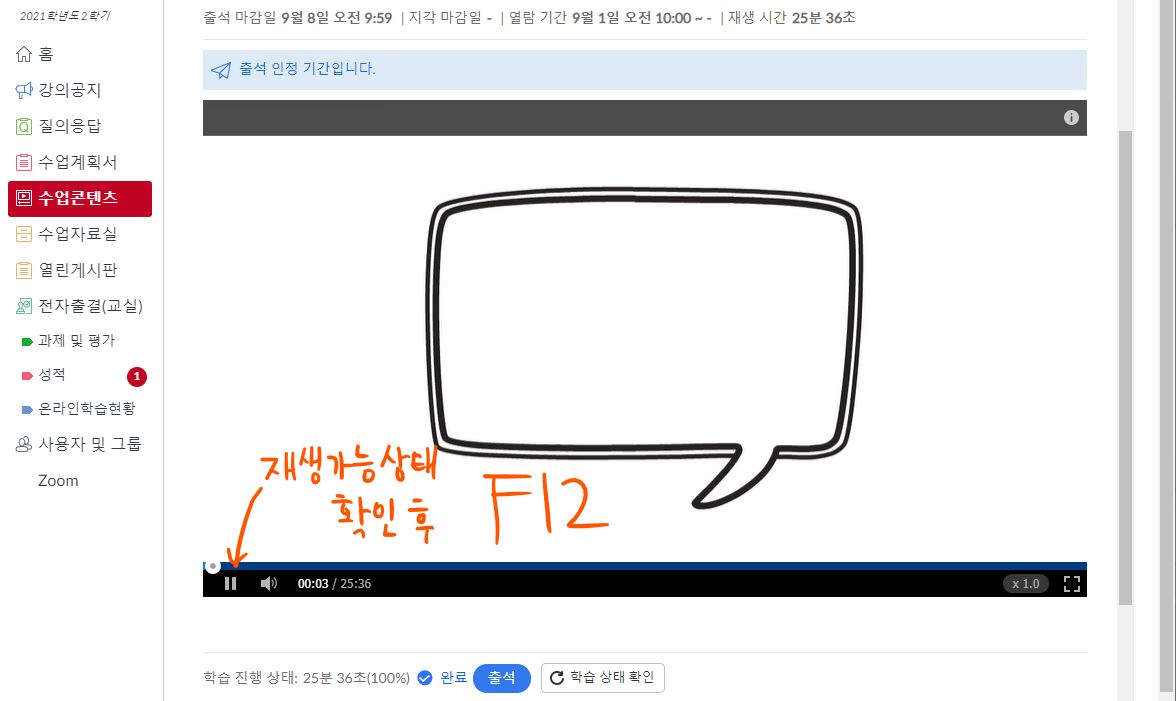 2021학년도 2학기
홈
강의공지
질의응답
수업계획서
수업콘텐츠
수업자료실
열린게시판
전자출결(교실)
과제 및 평가
성적
1
온라인학습현황
사용자 및 그룹
Zoom
출석 마감일 9월 8일 오전 9:59 | 지각 마감일 - | 열람 기간 9월 1일 오전 10:00 ~ - | 재생 시간 25분 36초
출석 인정 기간입니다.
재생가능상태
확인 후
F12
00:03 / 25:36
x 1.0
학습 진행 상태: 25분 36초(100%) 완료 출석 학습 상태 확인